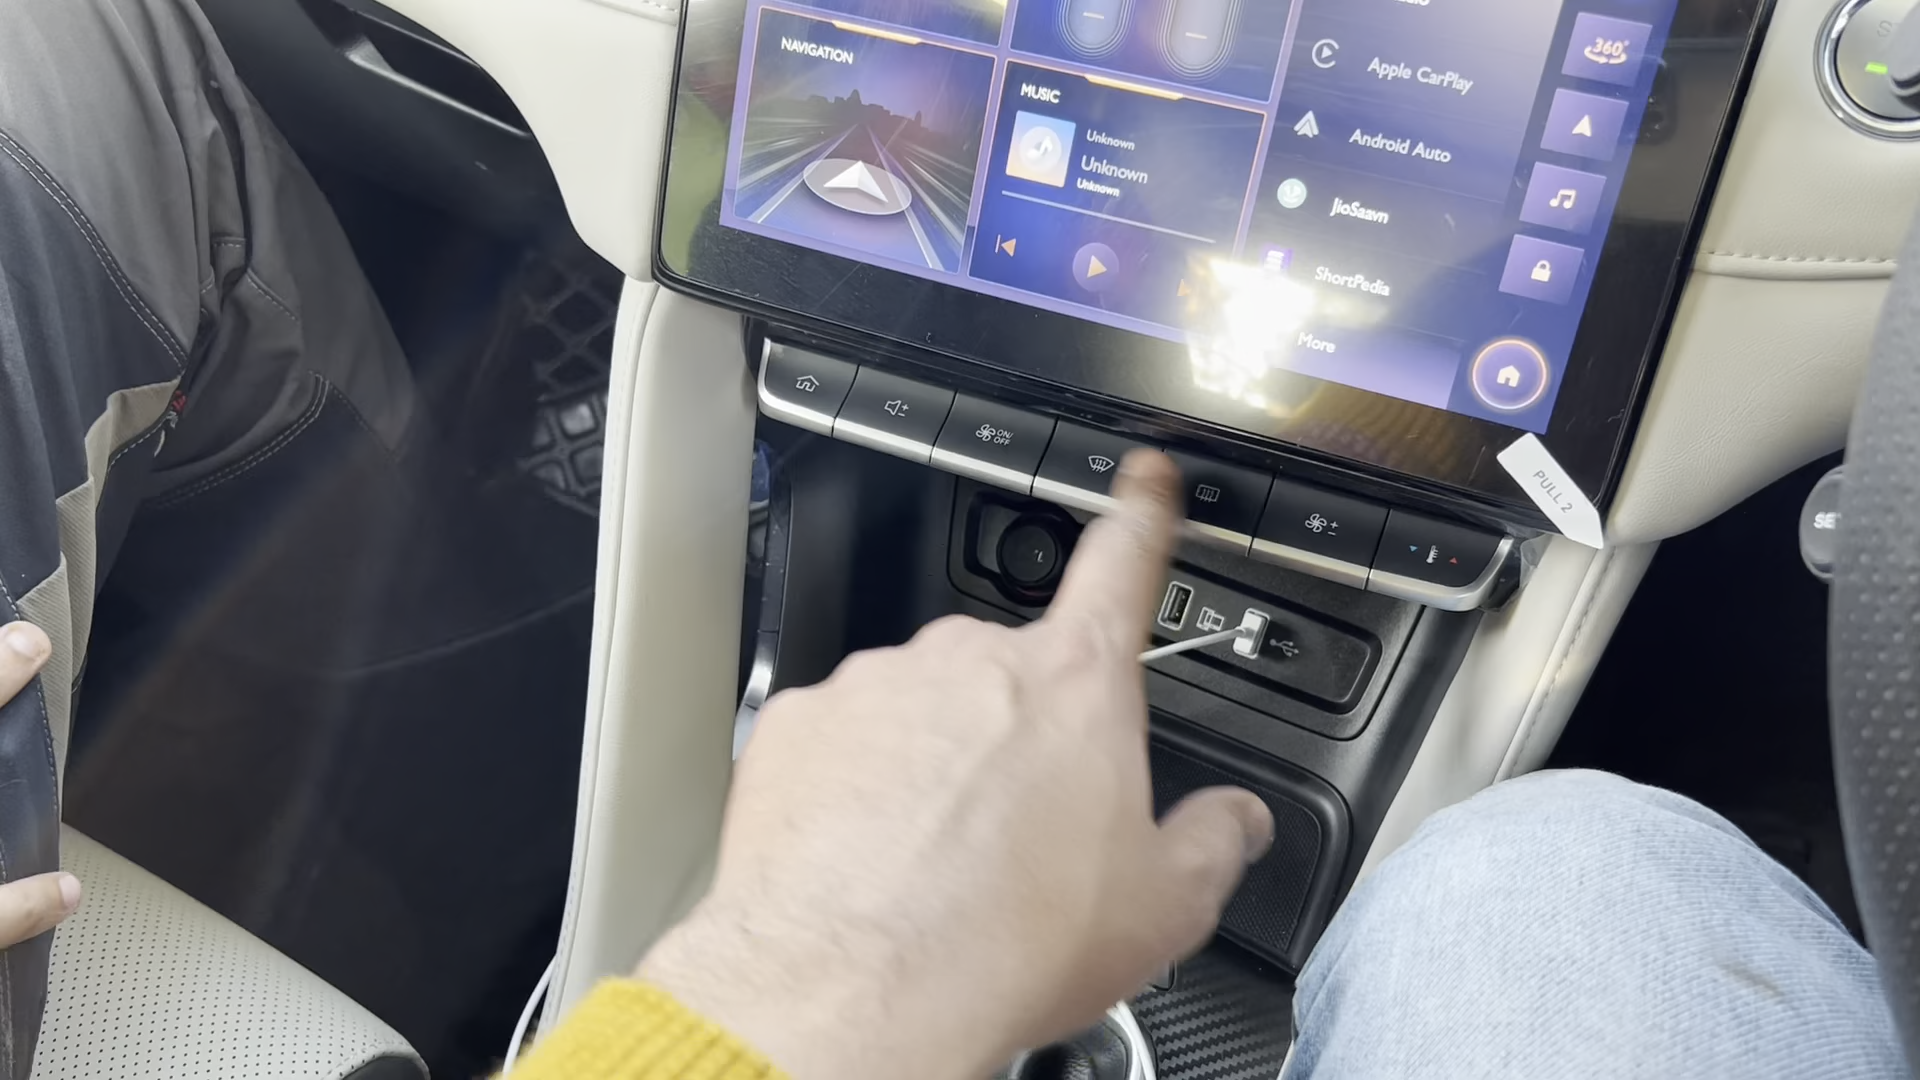 NAVIGATION
MUSIC
Unknown
Unknown
Unknown
Apple CarPlay
Android Auto
JioSaavn
ShortPedia
More
360°
ON/
OFF
PULL 2